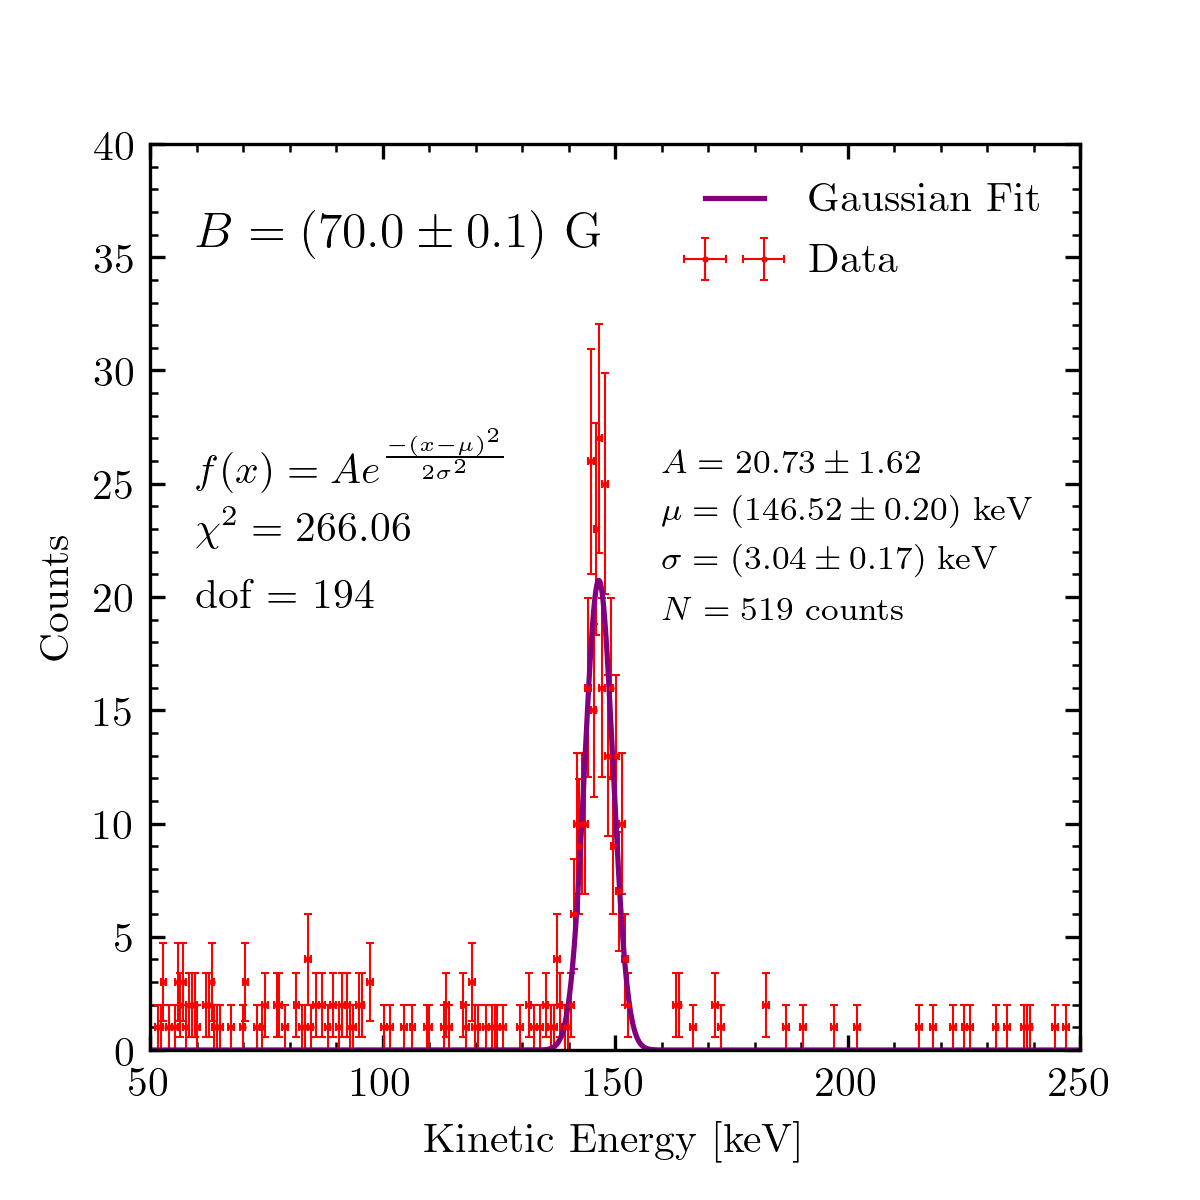 40
35
30
25
20
15
10
5
0
Counts
B = (70.0 ± 0.1) G
Gaussian Fit
Data
f(x) = Ae^{\frac{-(x-μ)^2}{2σ^2}}
χ² = 266.06
dof = 194
A = 20.73 ± 1.62
μ = (146.52 ± 0.20) keV
σ = (3.04 ± 0.17) keV
N = 519 counts
50 100 150 200 250
Kinetic Energy [keV]